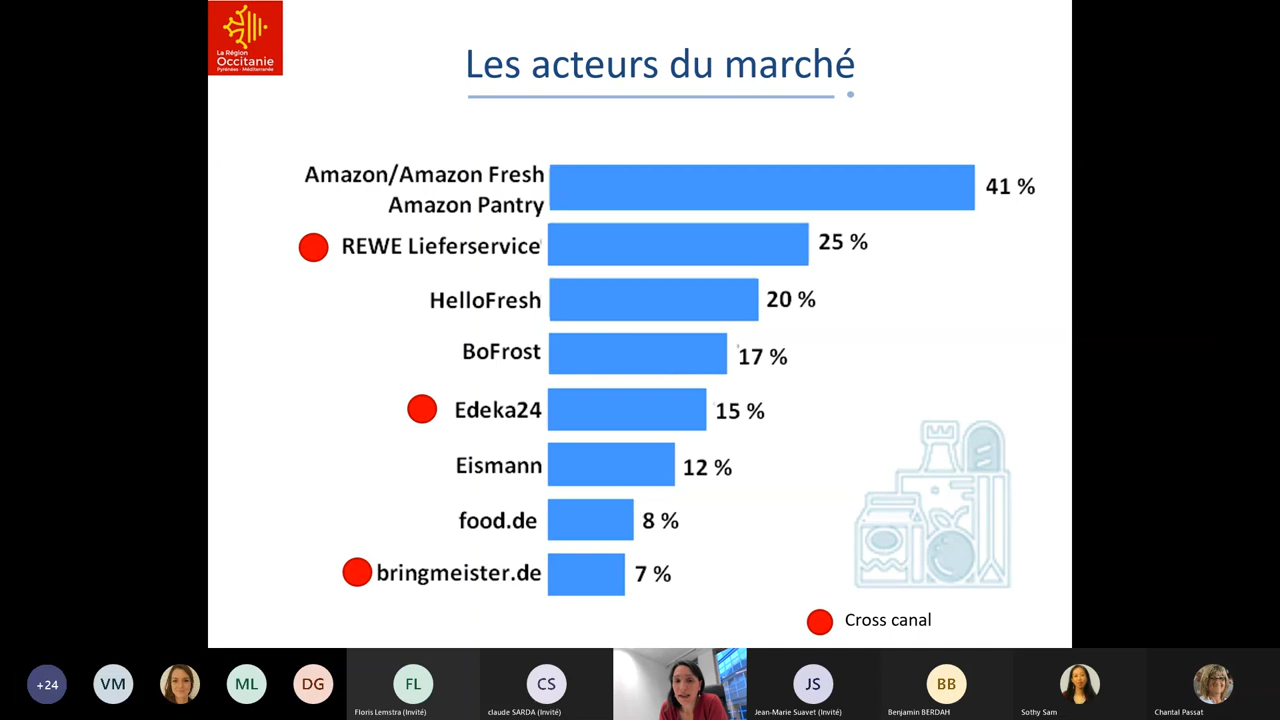 La Région
Occitanie
Pyrénées - Méditerranée
Les acteurs du marché
Amazon/Amazon Fresh
Amazon Pantry
41 %
REWE Lieferservice
25 %
HelloFresh
20 %
BoFrost
17 %
Edeka24
15 %
Eismann
12 %
food.de
8 %
bringmeister.de
7 %
Cross canal
+24
VM
ML
DG
FL
Floris Lemstra (Invité)
CS
claude SARDA (Invité)
JS
Jean-Marie Suavet (Invité)
BB
Benjamin BERDAH
Sothy Sam
Chantal Passat